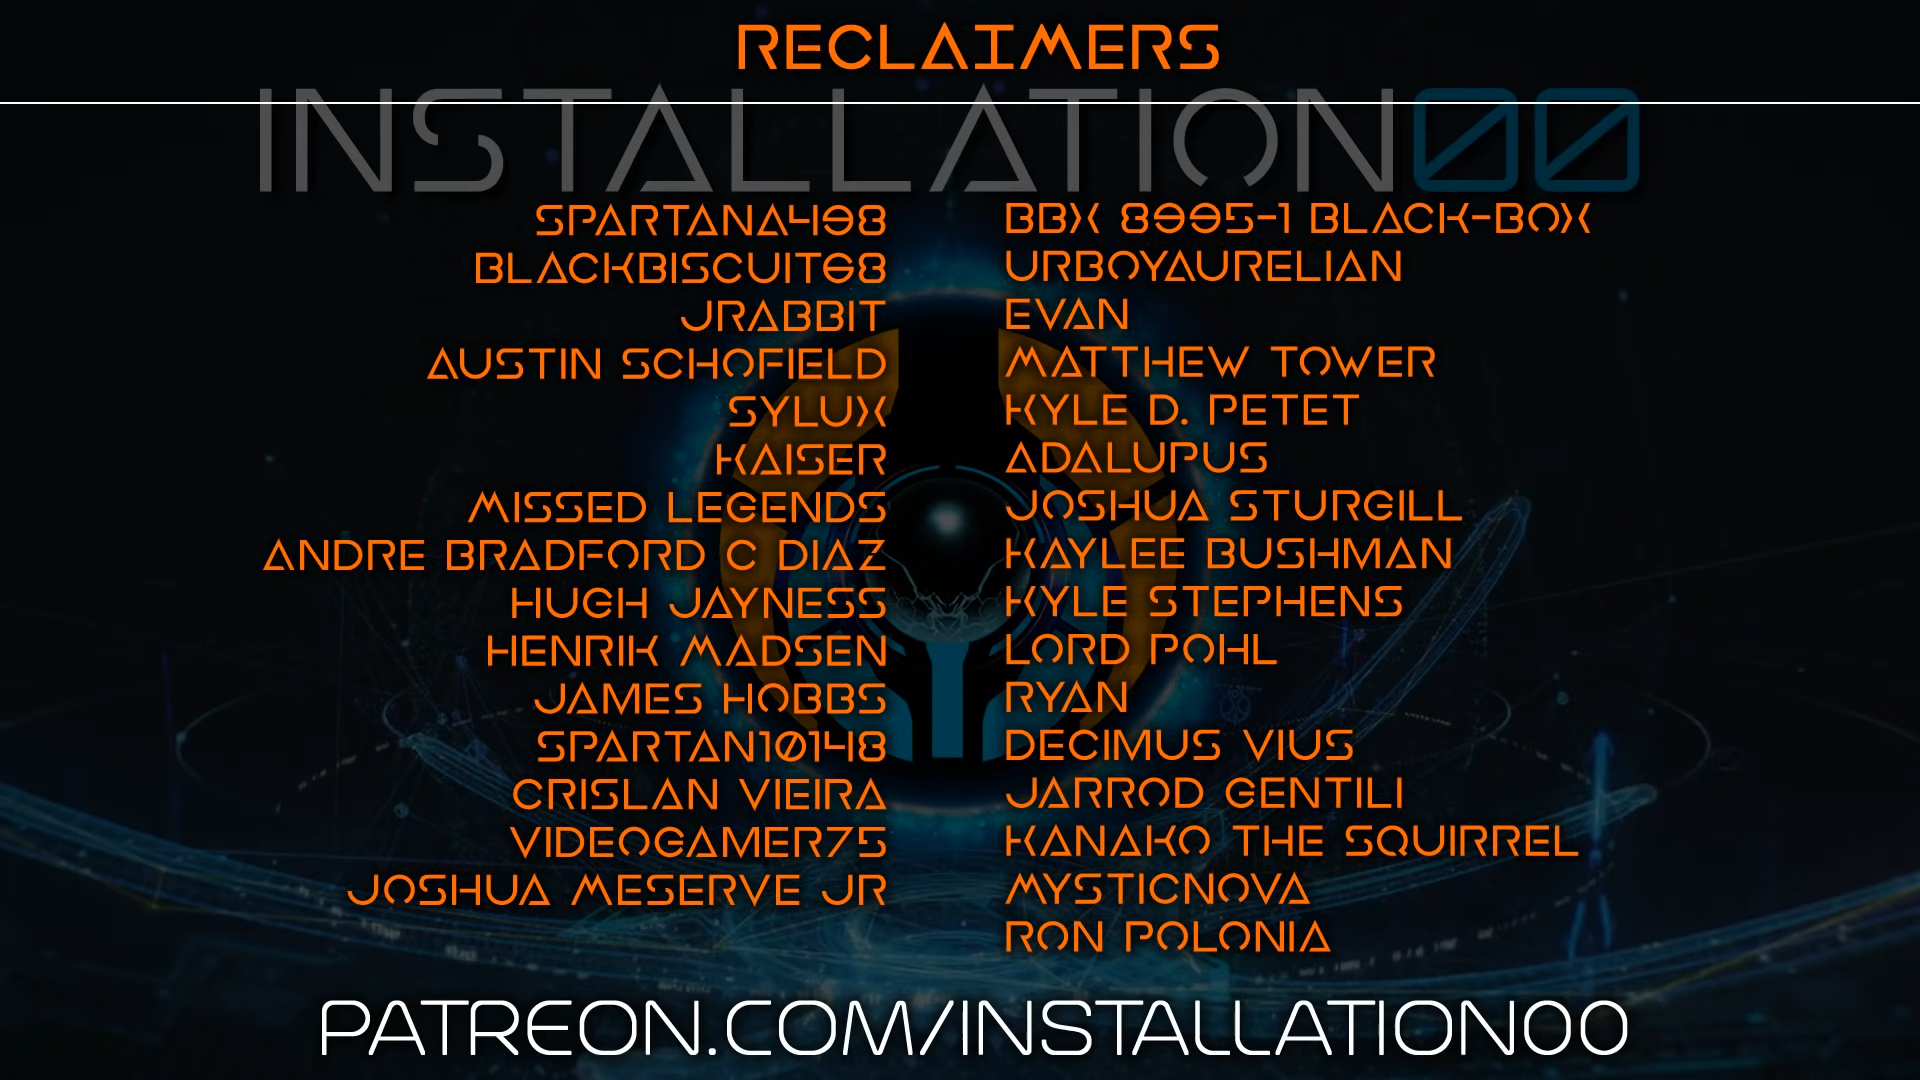 RECLAIMERS
INSTALLATION00
SPARTANA498
BLACKBISCUIT68
JRABBIT
AUSTIN SCHOFIELD
SYLUX
KAISER
MISSED LEGENDS
ANDRE BRADFORD C DIAZ
HUGH JAYNESS
HENRIK MADSEN
JAMES HOBBS
SPARTAN10148
CRISLAN VIEIRA
VIDEOGAMER75
JOSHUA MESERVE JR
BBX 8995-1 BLACK-BOX
URBOYAURELIAN
EVAN
MATTHEW TOWER
KYLE D. PETET
ADALUPUS
JOSHUA STURGILL
KAYLEE BUSHMAN
KYLE STEPHENS
LORD POHL
RYAN
DECIMUS VIUS
JARROD GENTILI
KANAKO THE SQUIRREL
MYSTICNOVA
RON POLONIA
PATREON.COM/INSTALLATION00